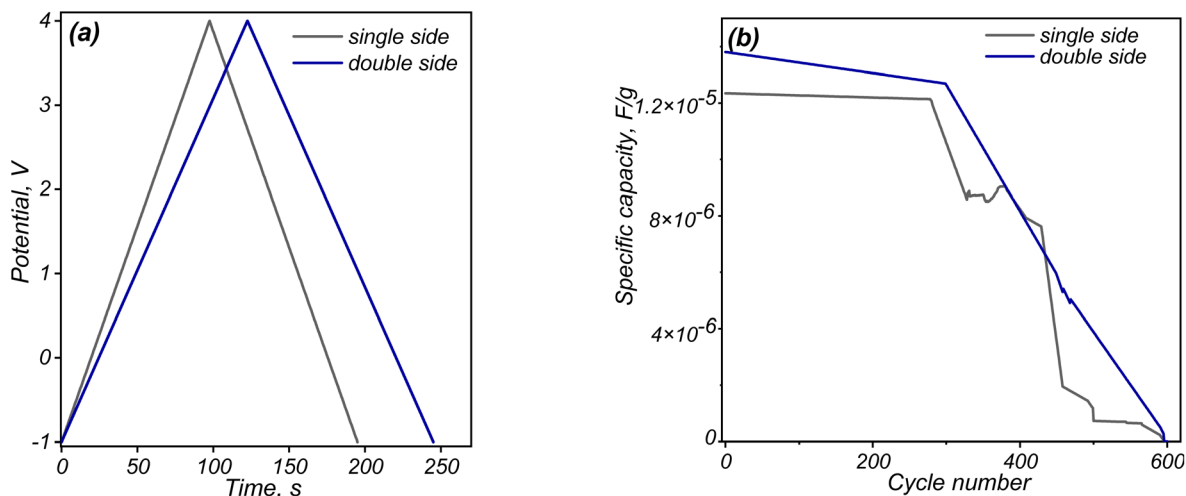 (a)
single side
double side
4
3
2
1
0
-1
Potential, V
0 50 100 150 200 250
Time, s
(b)
single side
double side
1.2×10⁻⁵
8×10⁻⁶
4×10⁻⁶
0
Specific capacity, F/g
0 200 400 600
Cycle number